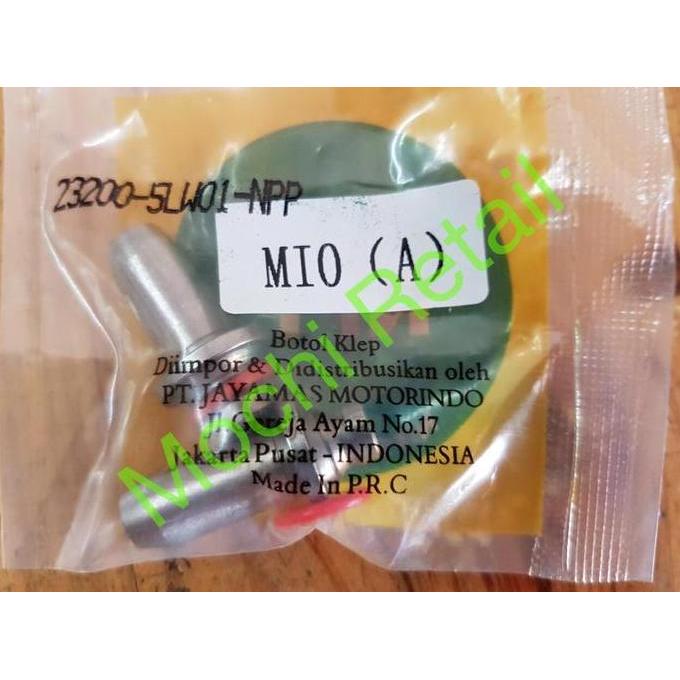 23200-5LW01-NPP
MIO (A)
Botol Klep
Diimpor & Didistribusikan oleh
PT. JAYAMAS MOTORINDO
Jl. Gereja Ayam No.17
Jakarta Pusat - INDONESIA
Made In P.R.C
Mochi Retail